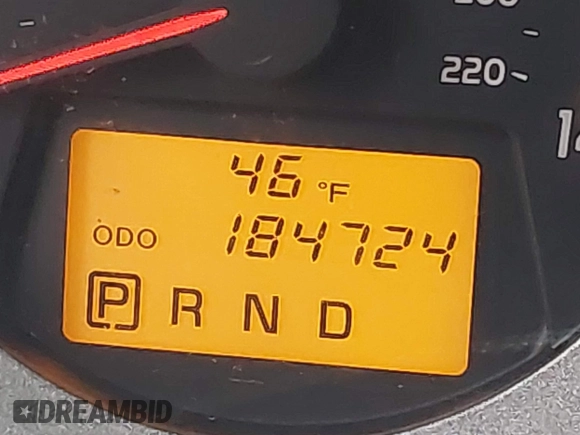 220
46 °F
ODO 184724
P R N D
DREAMBID